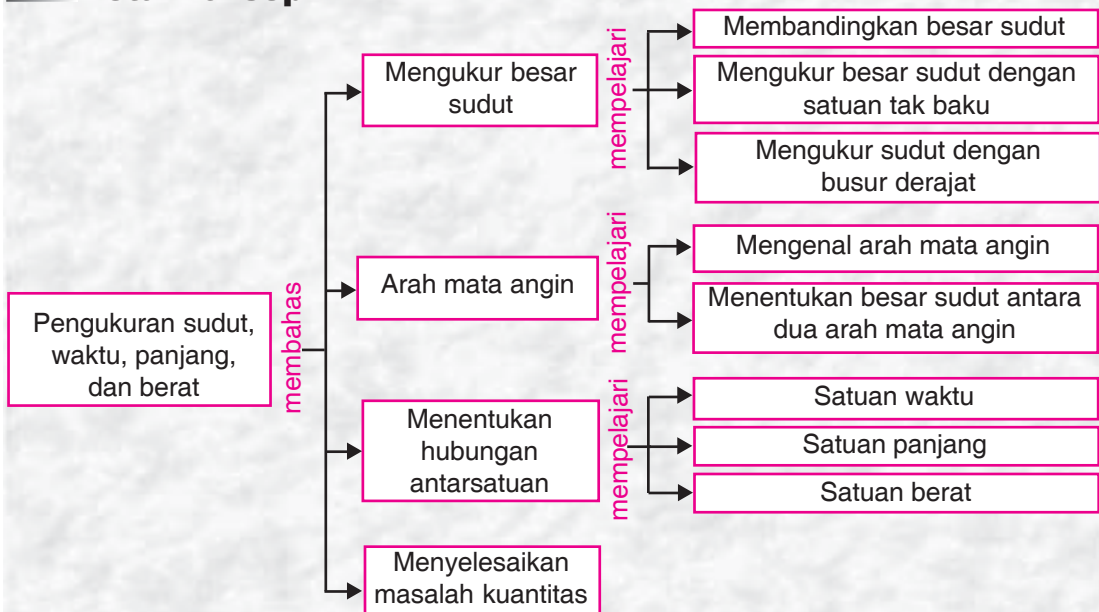 Pengukuran sudut,
waktu, panjang,
dan berat
membahas
Mengukur besar
sudut
mempelajari
Membandingkan besar sudut
Mengukur besar sudut dengan
satuan tak baku
Mengukur sudut dengan
busur derajat
Arah mata angin
mempelajari
Mengenal arah mata angin
Menentukan besar sudut antara
dua arah mata angin
Menentukan
hubungan
antarsatuan
mempelajari
Satuan waktu
Satuan panjang
Satuan berat
Menyelesaikan
masalah kuantitas